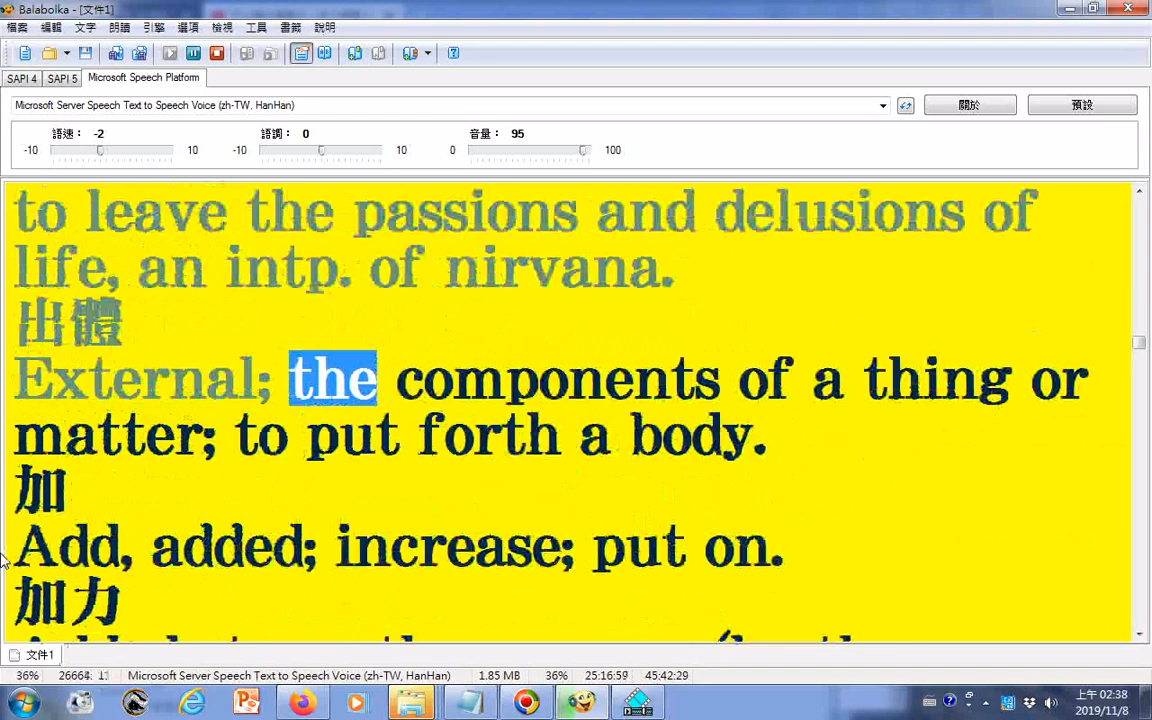 Balabolka - [文件1]
檔案 編輯 文字 朗讀 引擎 選項 檢視 工具 書籤 說明
SAPI 4 SAPI 5 Microsoft Speech Platform
Microsoft Server Speech Text to Speech Voice (zh-TW, HanHan) 關於 預設
語速： -2 語調： 0 音量： 95
-10 10 -10 10 0 100
to leave the passions and delusions of
life, an intp. of nirvana.
出體
External; the components of a thing or
matter; to put forth a body.
加
Add, added; increase; put on.
加力
文件1
36% Microsoft Server Speech Text to Speech Voice (zh-TW, HanHan) 1.85 MB 36% 25:16:59 45:42:29
上午 02:38
2019/11/8